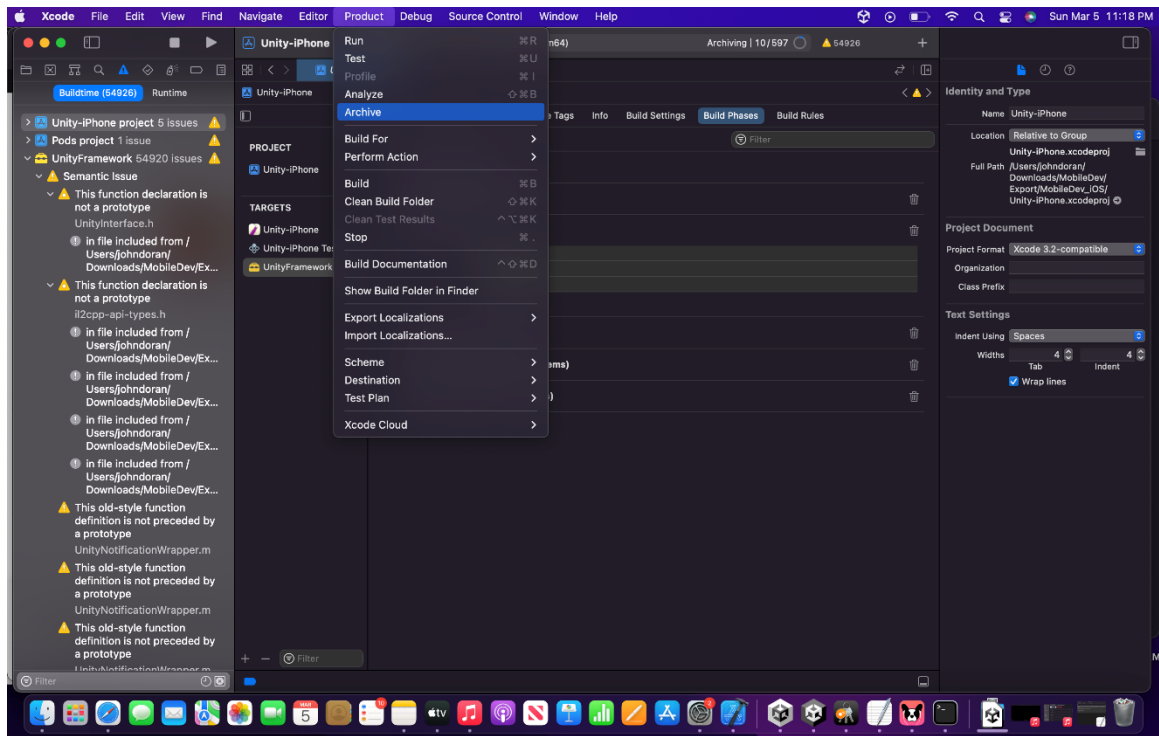 Xcode File Edit View Find Navigate Editor Product Debug Source Control Window Help Sun Mar 5 11:18 PM
Unity-iPhone
m64)
Archiving | 10/597
54926
Buildtime (54926) Runtime
Unity-iPhone project 5 issues
Pods project 1 issue
UnityFramework 54920 issues
Semantic Issue
This function declaration is
not a prototype
UnityInterface.h
in file included from /
Users/johndoran/
Downloads/MobileDev/Ex...
This function declaration is
not a prototype
il2cpp-api-types.h
in file included from /
Users/johndoran/
Downloads/MobileDev/Ex...
in file included from /
Users/johndoran/
Downloads/MobileDev/Ex...
in file included from /
Users/johndoran/
Downloads/MobileDev/Ex...
in file included from /
Users/johndoran/
Downloads/MobileDev/Ex...
This old-style function
definition is not preceded by
a prototype
UnityNotificationWrapper.m
This old-style function
definition is not preceded by
a prototype
UnityNotificationWrapper.m
This old-style function
definition is not preceded by
a prototype
UnityNotificationWrapper.m
Filter
Unity-iPhone
PROJECT
Unity-iPhone
TARGETS
Unity-iPhone
Unity-iPhone Te
UnityFramework
Filter
Run ⌘R
Test ⌘U
Profile ⌘I
Analyze ⇧⌘B
Archive
Build For
Perform Action
Build ⌘B
Clean Build Folder ⇧⌘K
Clean Test Results ^⌥⌘K
Stop ⌘.
Build Documentation ^⇧⌘D
Show Build Folder in Finder
Export Localizations
Import Localizations...
Scheme
Destination
Test Plan
Xcode Cloud
Tags Info Build Settings Build Phases Build Rules
Filter
ems)
)
Identity and Type
Name Unity-iPhone
Location Relative to Group
Unity-iPhone.xcodeproj
Full Path /Users/johndoran/
Downloads/MobileDev/
Export/MobileDev_iOS/
Unity-iPhone.xcodeproj
Project Document
Project Format Xcode 3.2-compatible
Organization
Class Prefix
Text Settings
Indent Using Spaces
Widths 4 4
Tab Indent
Wrap lines
MAR
5
tv